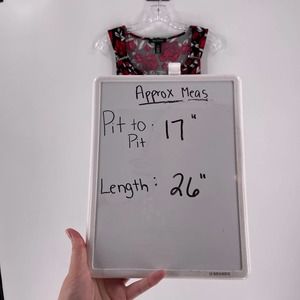 Approx Meas
Pit to : 17"
Pit
Length : 26"